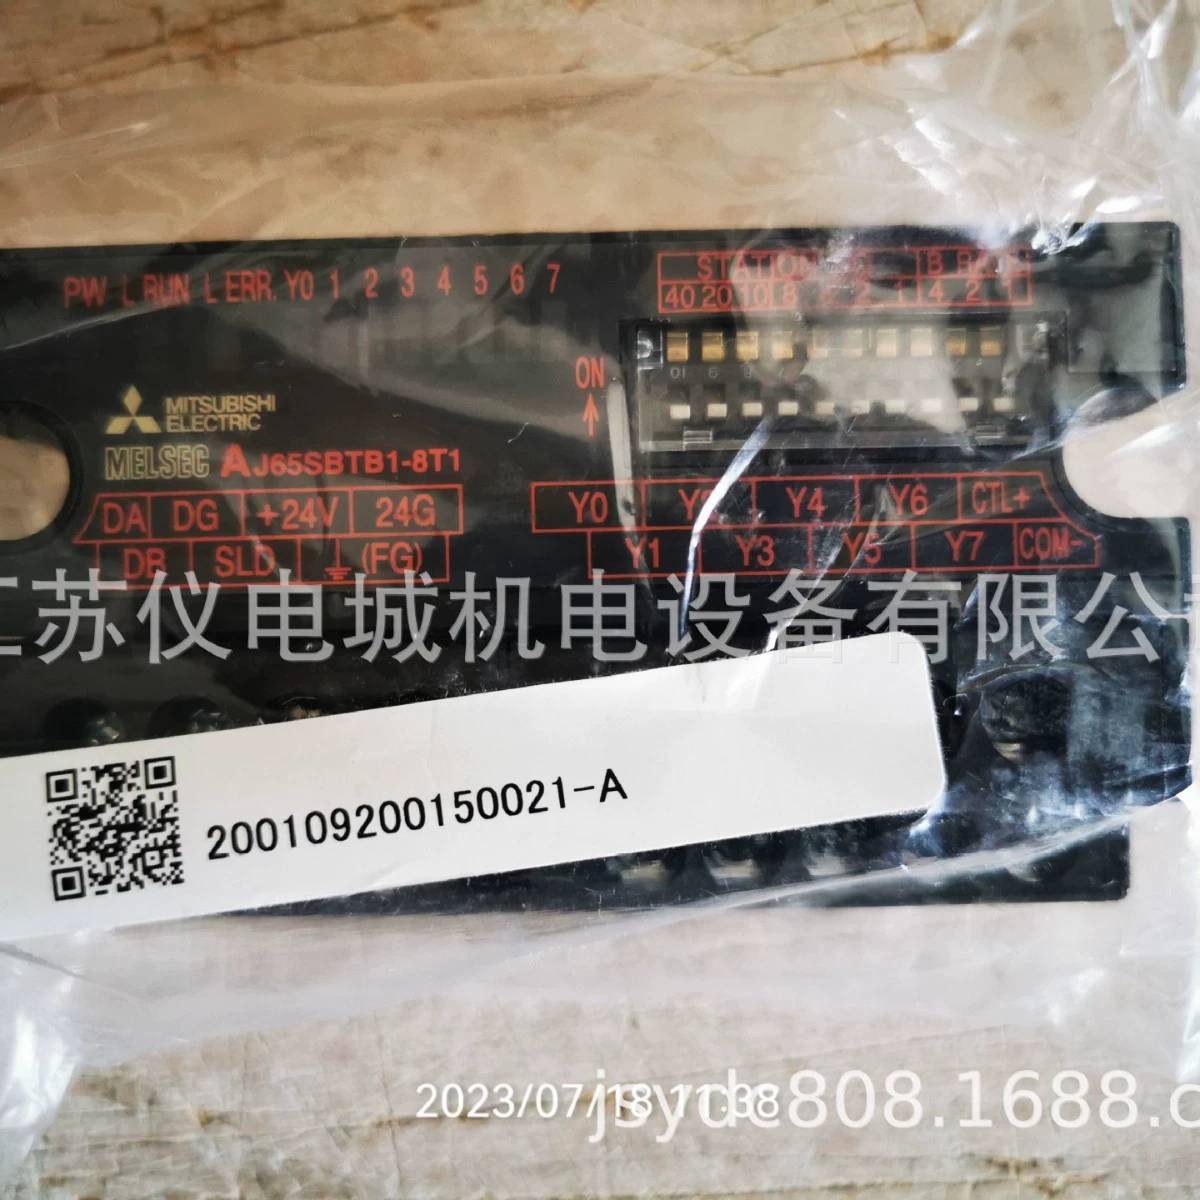 PW L RUN L ERR. Y0 1 2 3 4 5 6 7
STATION
B RATE
40 20 10 8 4 2 1 4 2 1
ON
MITSUBISHI
ELECTRIC
MELSEC AJ65SBTB1-8T1
DA DG +24V 24G
DB SLD (FG)
Y0 Y2 Y4 Y6 CTL+
Y1 Y3 Y5 Y7 COM-
江苏仪电城机电设备有限公
200109200150021-A
2023/07/18 11:38
jsydc808.1688.c